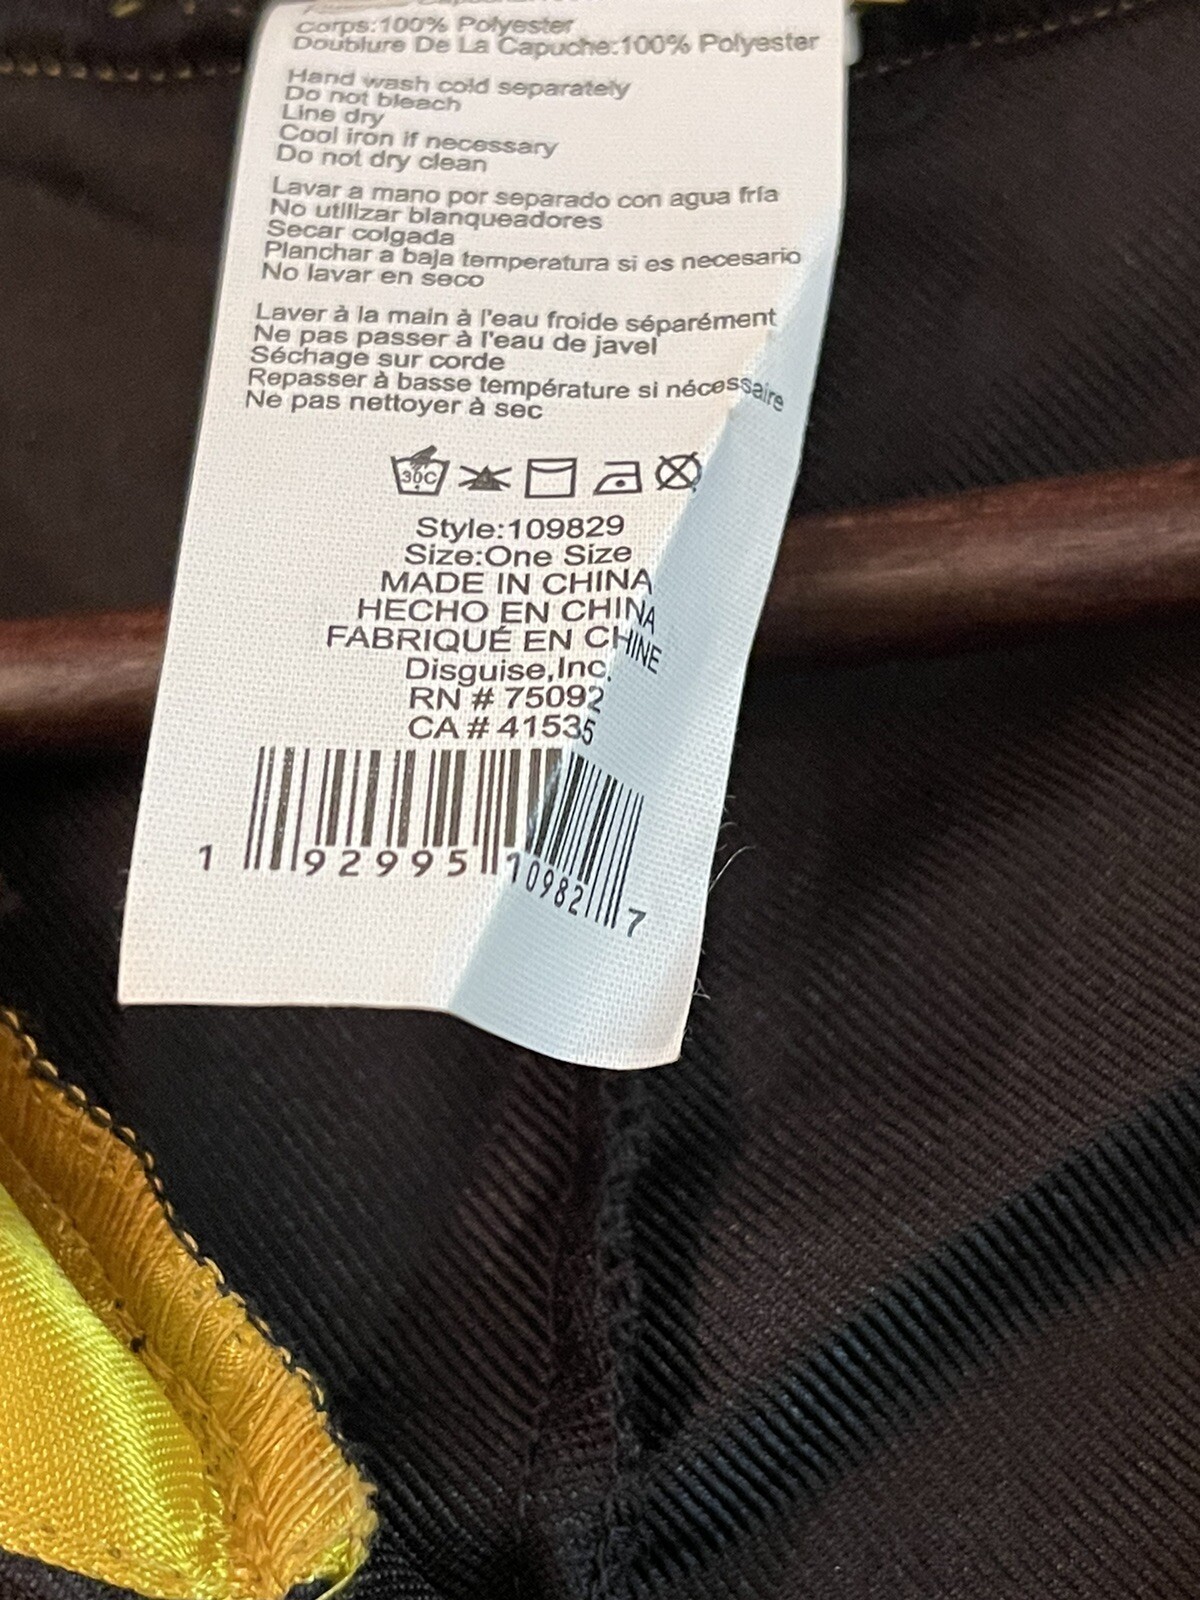 Corps:100% Polyester
Doublure De La Capuche:100% Polyester
Hand wash cold separately
Do not bleach
Line dry
Cool iron if necessary
Do not dry clean
Lavar a mano por separado con agua fría
No utilizar blanqueadores
Secar colgada
Planchar a baja temperatura si es necesario
No lavar en seco
Laver à la main à l'eau froide séparément
Ne pas passer à l'eau de javel
Séchage sur corde
Repasser à basse température si nécessaire
Ne pas nettoyer à sec
30C
Style:109829
Size:One Size
MADE IN CHINA
HECHO EN CHINA
FABRIQUÉ EN CHINE
Disguise,Inc.
RN # 75092
CA # 41535
1 92995 10982 7